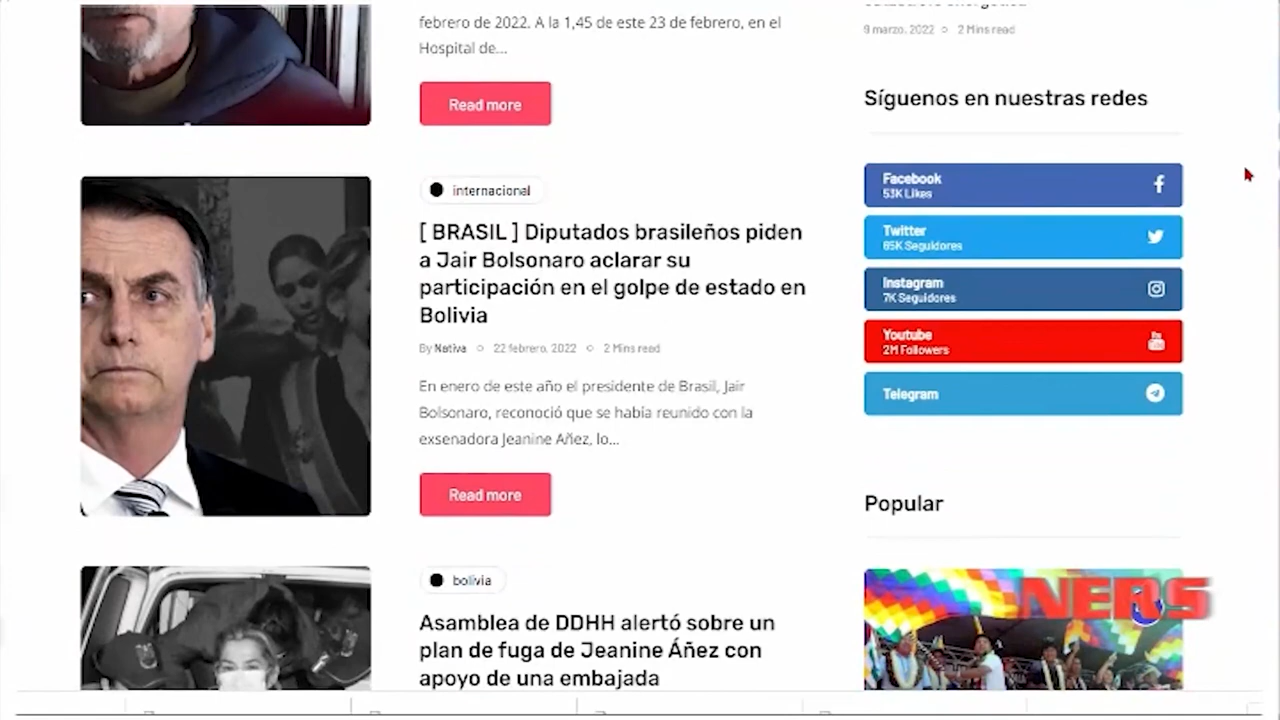 febrero de 2022. A la 1,45 de este 23 de febrero, en el
Hospital de...
Read more
internacional
[ BRASIL ] Diputados brasileños piden
a Jair Bolsonaro aclarar su
participación en el golpe de estado en
Bolivia
By Nativa
22 febrero, 2022
2 Mins read
En enero de este año el presidente de Brasil, Jair
Bolsonaro, reconoció que se había reunido con la
exsenadora Jeanine Añez, lo...
Read more
bolivia
Asamblea de DDHH alertó sobre un
plan de fuga de Jeanine Áñez con
apoyo de una embajada
9 marzo, 2022
2 Mins read
Síguenos en nuestras redes
Facebook
53K Likes
Twitter
65K Seguidores
Instagram
7K Seguidores
Youtube
2M Followers
Telegram
Popular
NERS